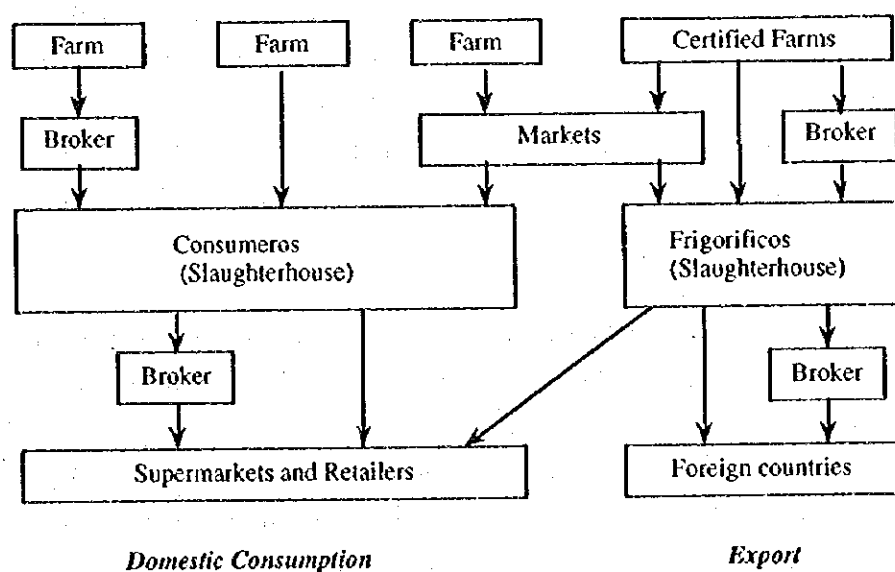 Farm
Farm
Farm
Certified Farms
Broker
Markets
Broker
Consumeros
(Slaughterhouse)
Frigorificos
(Slaughterhouse)
Broker
Broker
Supermarkets and Retailers
Foreign countries
Domestic Consumption
Export